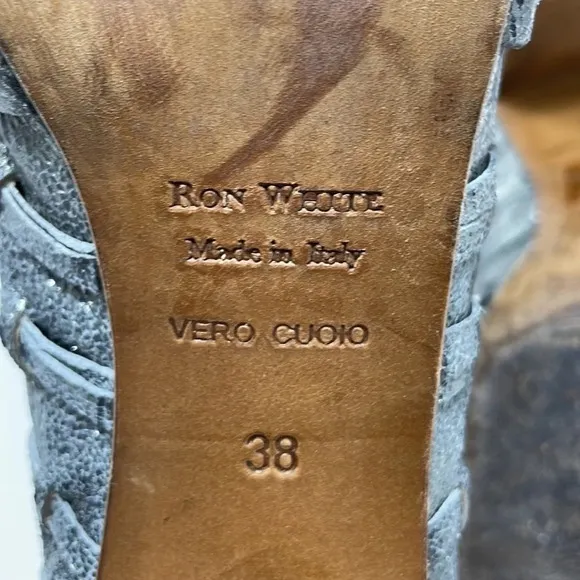 RON WHITE
Made in Italy
VERO CUOIO
38